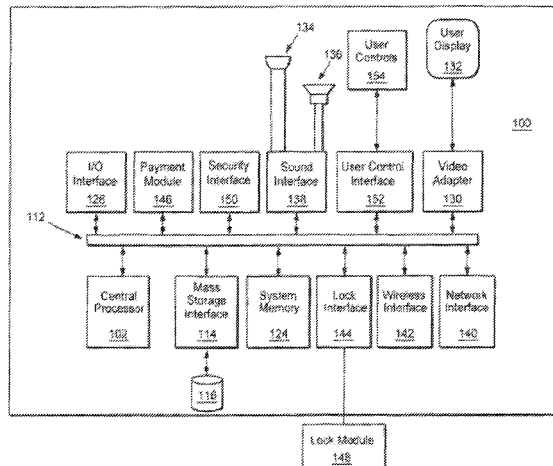 134
136
User
Controls
154
User
Display
132
100
I/O
Interface
126
Payment
Module
146
Security
Interface
150
Sound
Interface
138
User Control
Interface
152
Video
Adapter
130
112
Central
Processor
102
Mass
Storage
Interface
114
System
Memory
124
Lock
Interface
144
Wireless
Interface
142
Network
Interface
140
116
Lock Module
148